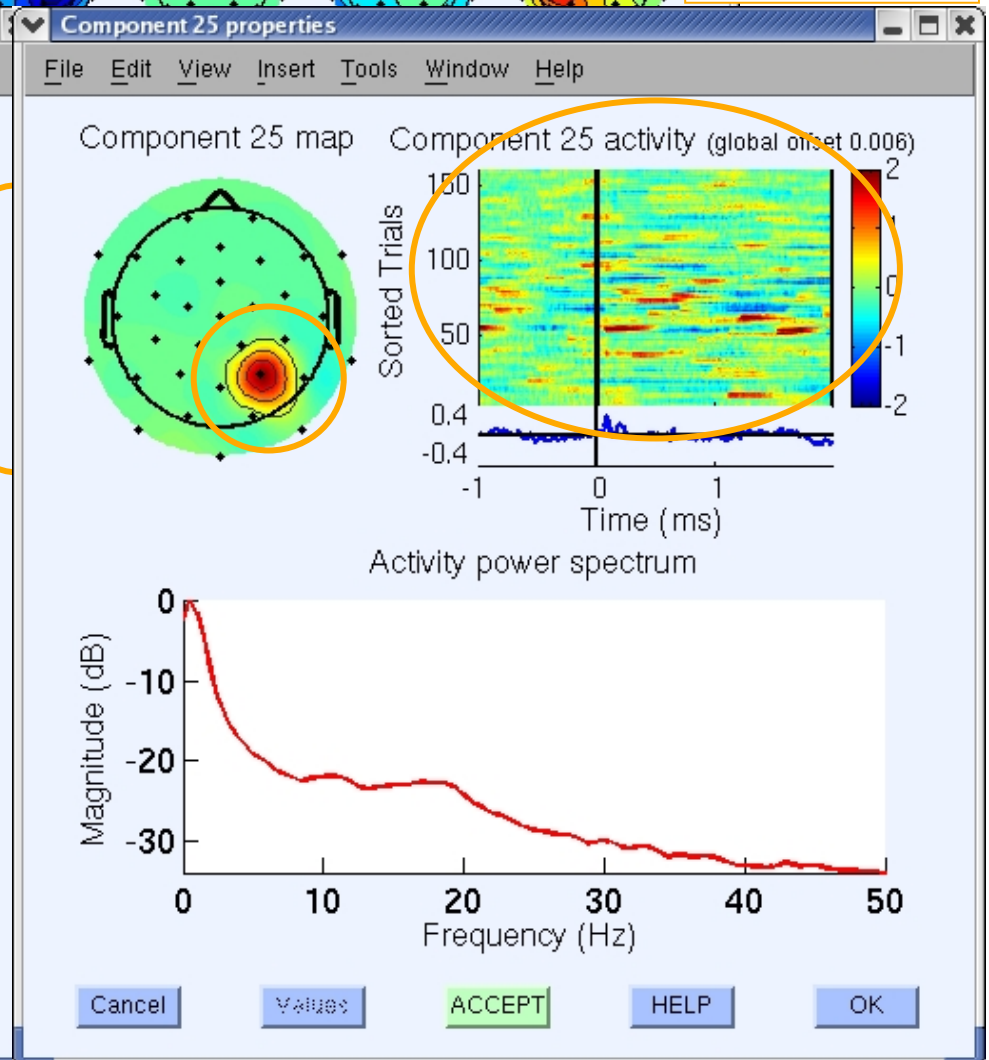 Component 25 properties
File Edit View Insert Tools Window Help
Component 25 map
Component 25 activity (global offset 0.006)
Sorted Trials
150
100
50
2
1
0
-1
-2
0.4
-0.4
-1 0 1
Time (ms)
Activity power spectrum
Magnitude (dB)
0
-10
-20
-30
0 10 20 30 40 50
Frequency (Hz)
Cancel Values ACCEPT HELP OK